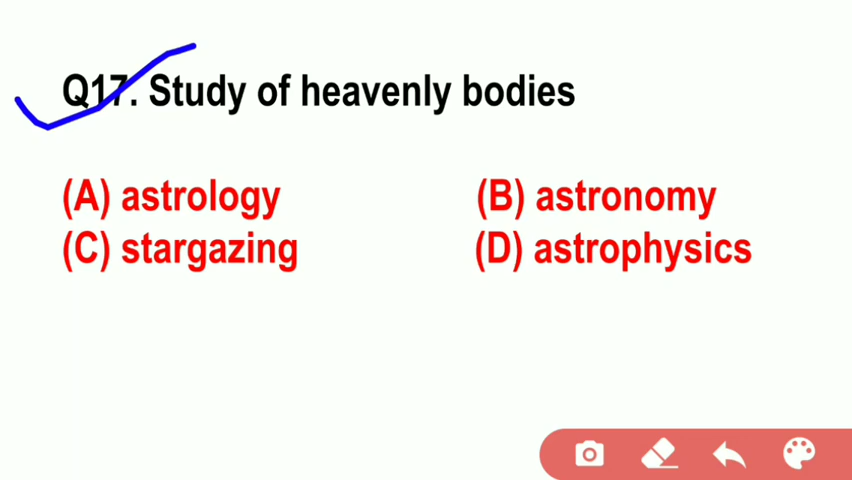 Q17. Study of heavenly bodies
(A) astrology (B) astronomy
(C) stargazing (D) astrophysics